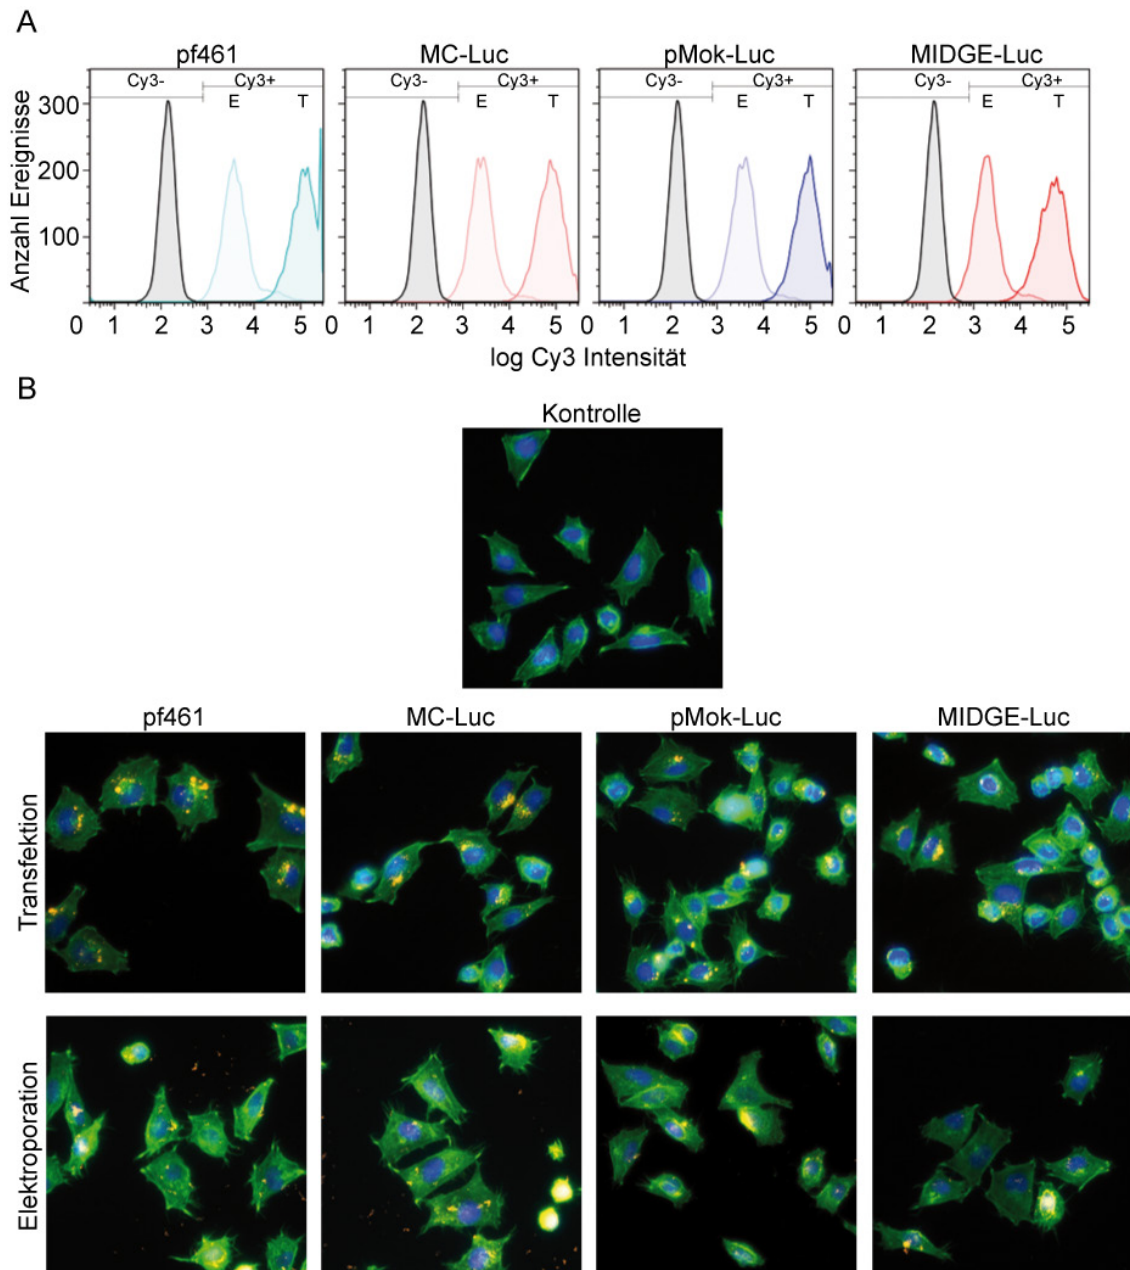 A
pf461 MC-Luc pMok-Luc MIDGE-Luc
Cy3- Cy3+ Cy3- Cy3+ Cy3- Cy3+ Cy3- Cy3+
E T E T E T E T
Anzahl Ereignisse
300
200
100
0 1 2 3 4 5 0 1 2 3 4 5 0 1 2 3 4 5 0 1 2 3 4 5
log Cy3 Intensität
B
Kontrolle
pf461 MC-Luc pMok-Luc MIDGE-Luc
Transfektion
Elektroporation